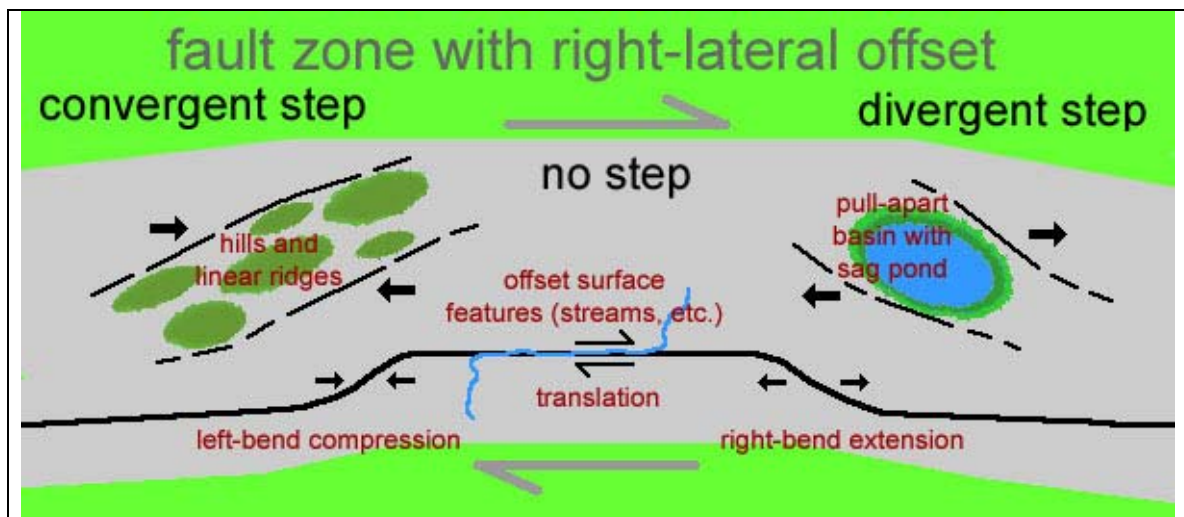 fault zone with right-lateral offset
convergent step
divergent step
no step
hills and
linear ridges
pull-apart
basin with
sag pond
offset surface
features (streams, etc.)
translation
left-bend compression
right-bend extension